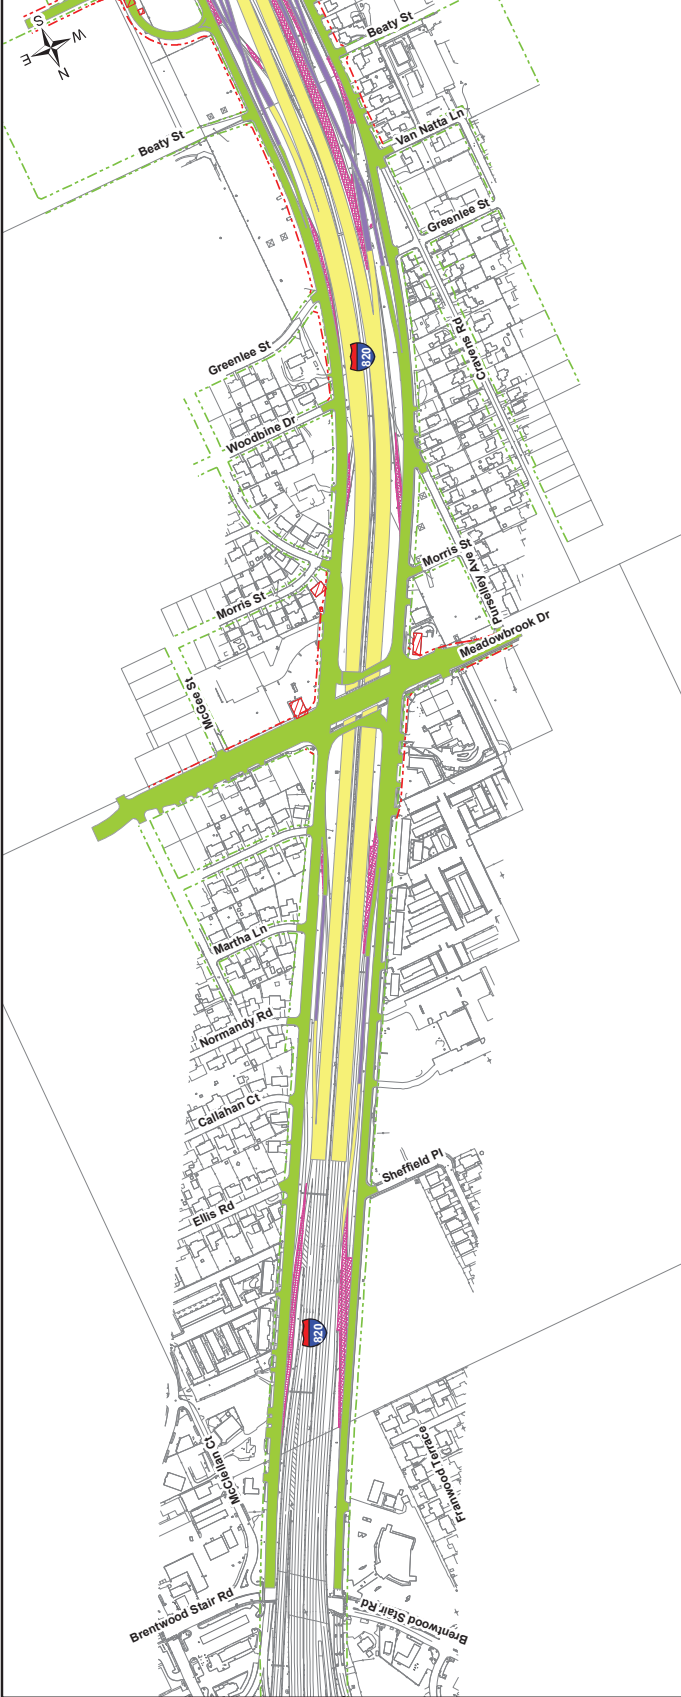 S
W
E
N
Beaty St
Beaty St
Van Natta Ln
Greenlee St
Cravens Rd
820
Greenlee St
Woodbine Dr
Morris St
Purselley Ave
Morris St
Meadowbrook Dr
McGee St
Martha Ln
Normandy Rd
Callahan Ct
Sheffield Pl
Ellis Rd
820
McClellan Ct
Franwood Terrace
Brentwood Stair Rd
Brentwood Stair Rd